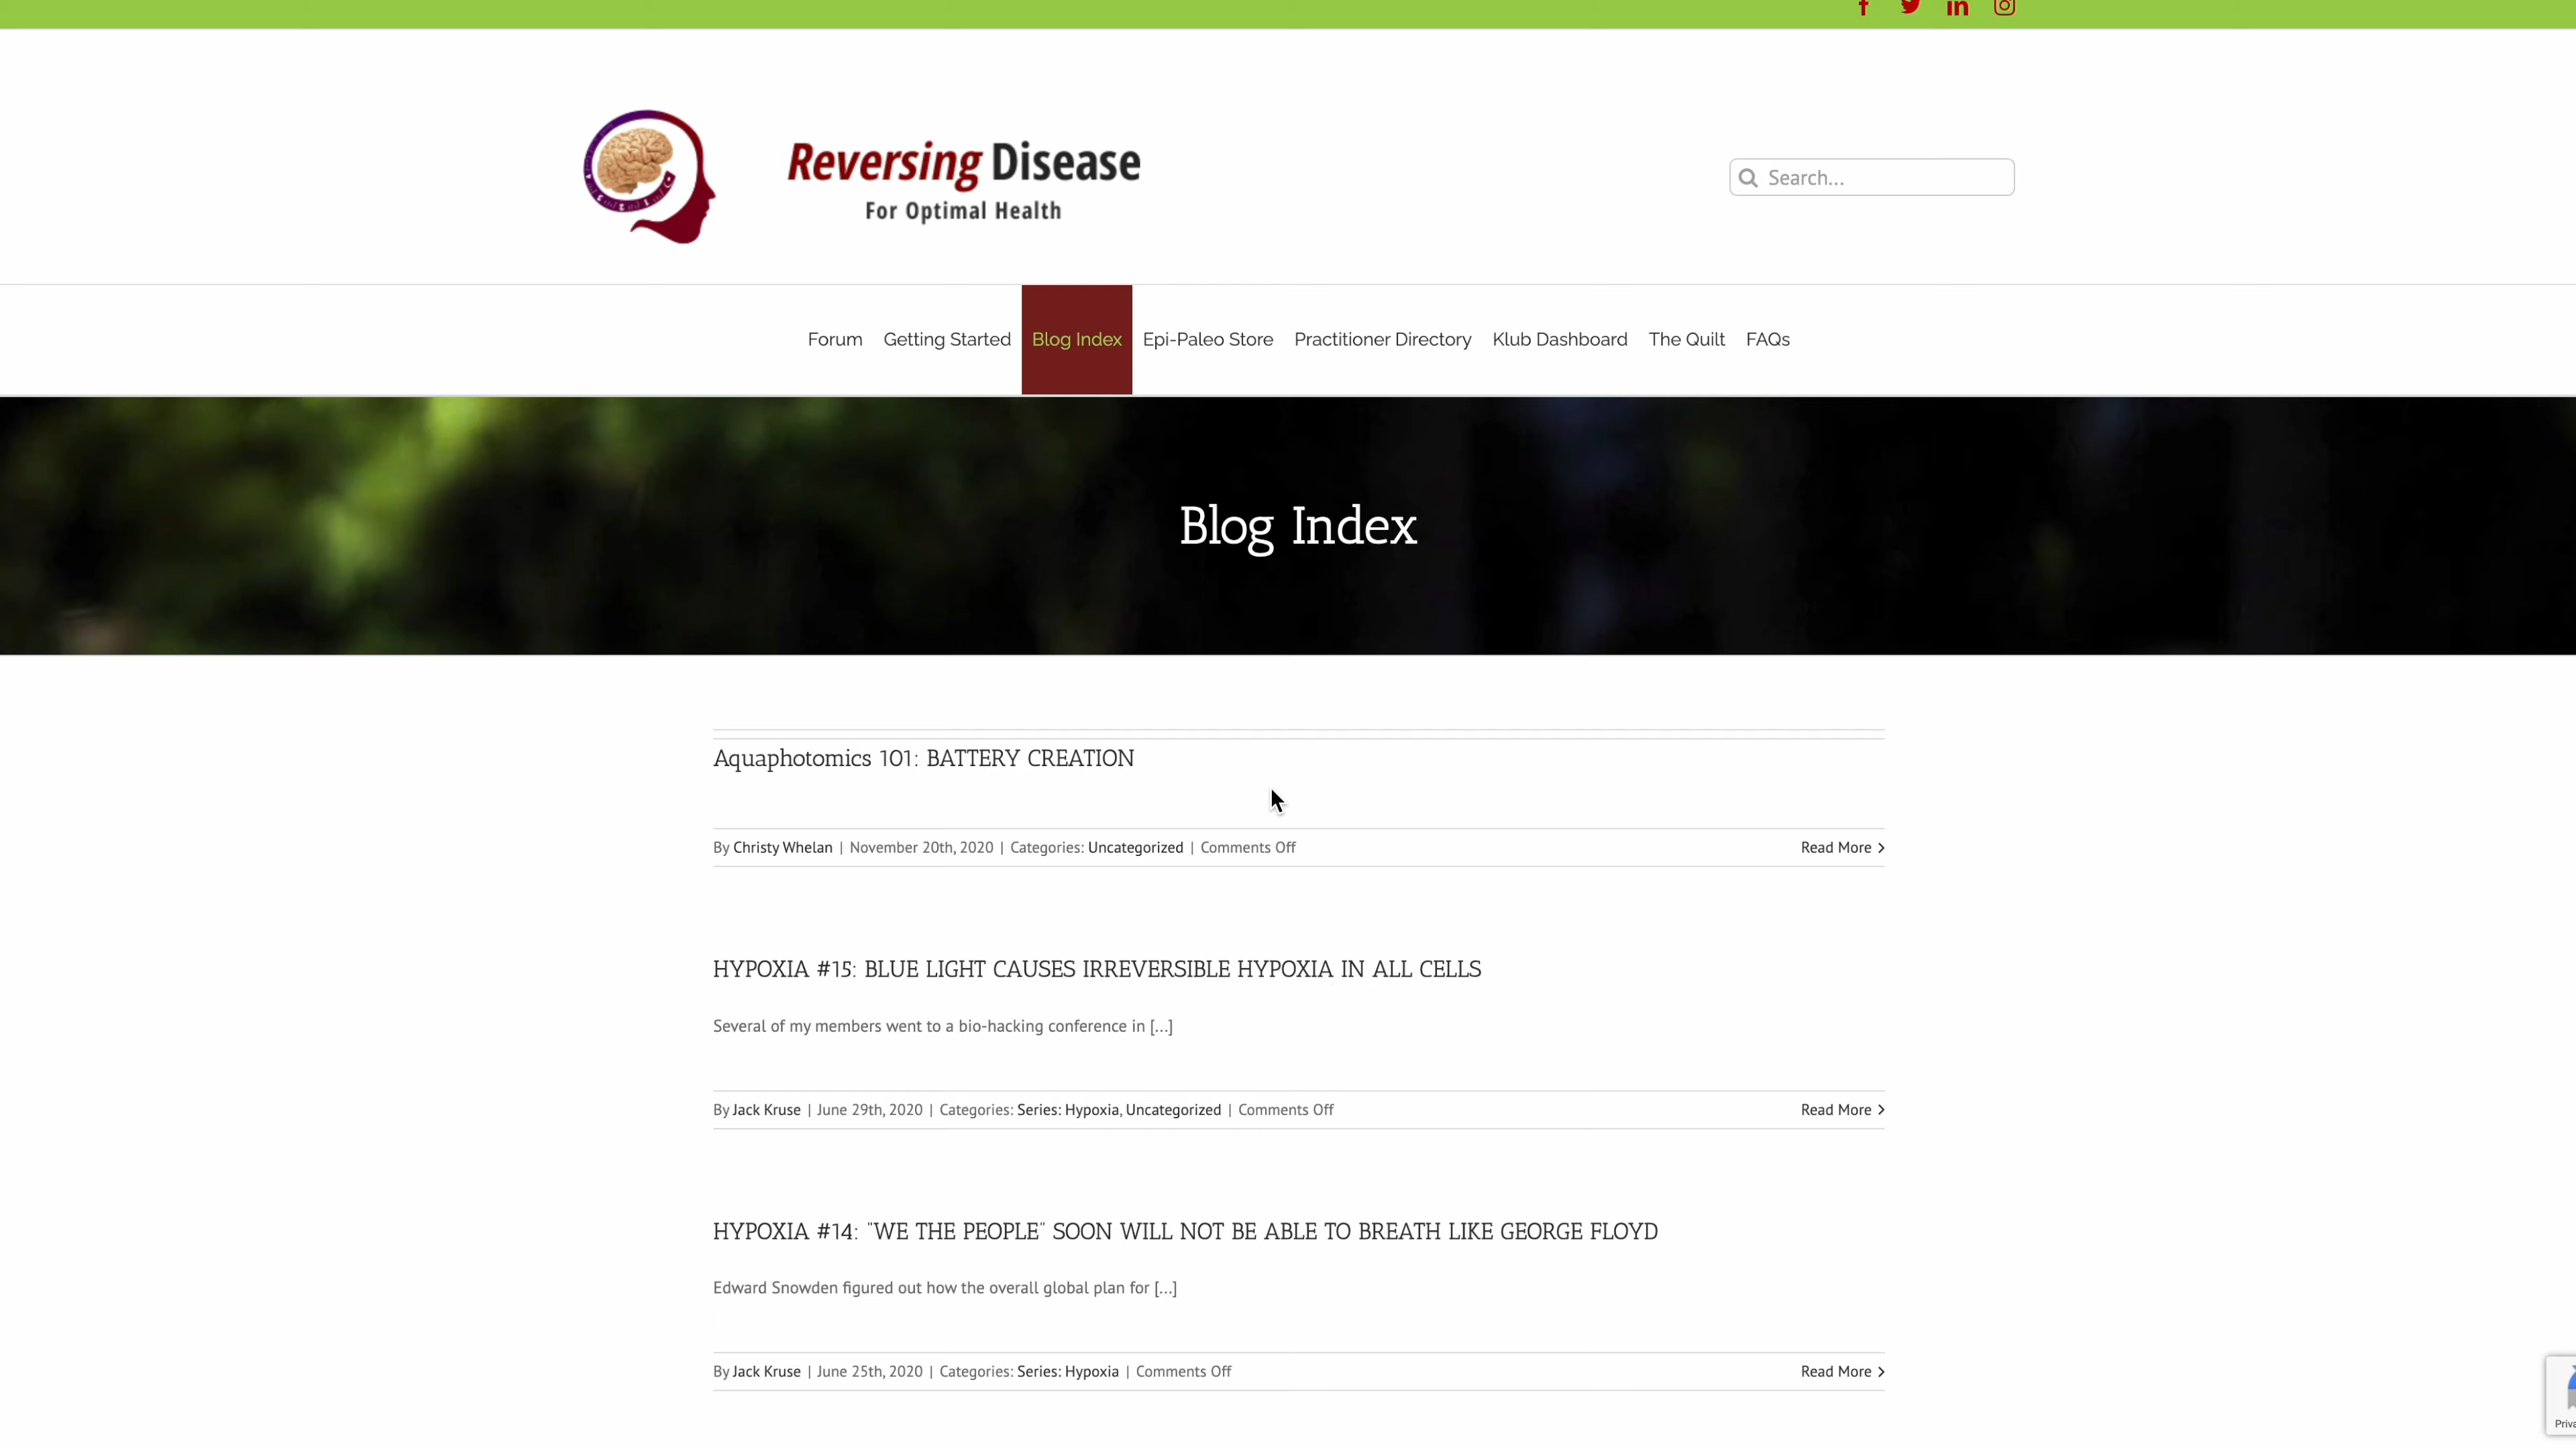 Reversing Disease
For Optimal Health
Search...
Forum Getting Started Blog Index Epi-Paleo Store Practitioner Directory Klub Dashboard The Quilt FAQs
Blog Index
Aquaphotomics 101: BATTERY CREATION
By Christy Whelan | November 20th, 2020 | Categories: Uncategorized | Comments Off Read More
HYPOXIA #15: BLUE LIGHT CAUSES IRREVERSIBLE HYPOXIA IN ALL CELLS
Several of my members went to a bio-hacking conference in [...]
By Jack Kruse | June 29th, 2020 | Categories: Series: Hypoxia, Uncategorized | Comments Off Read More
HYPOXIA #14: "WE THE PEOPLE" SOON WILL NOT BE ABLE TO BREATH LIKE GEORGE FLOYD
Edward Snowden figured out how the overall global plan for [...]
By Jack Kruse | June 25th, 2020 | Categories: Series: Hypoxia | Comments Off Read More